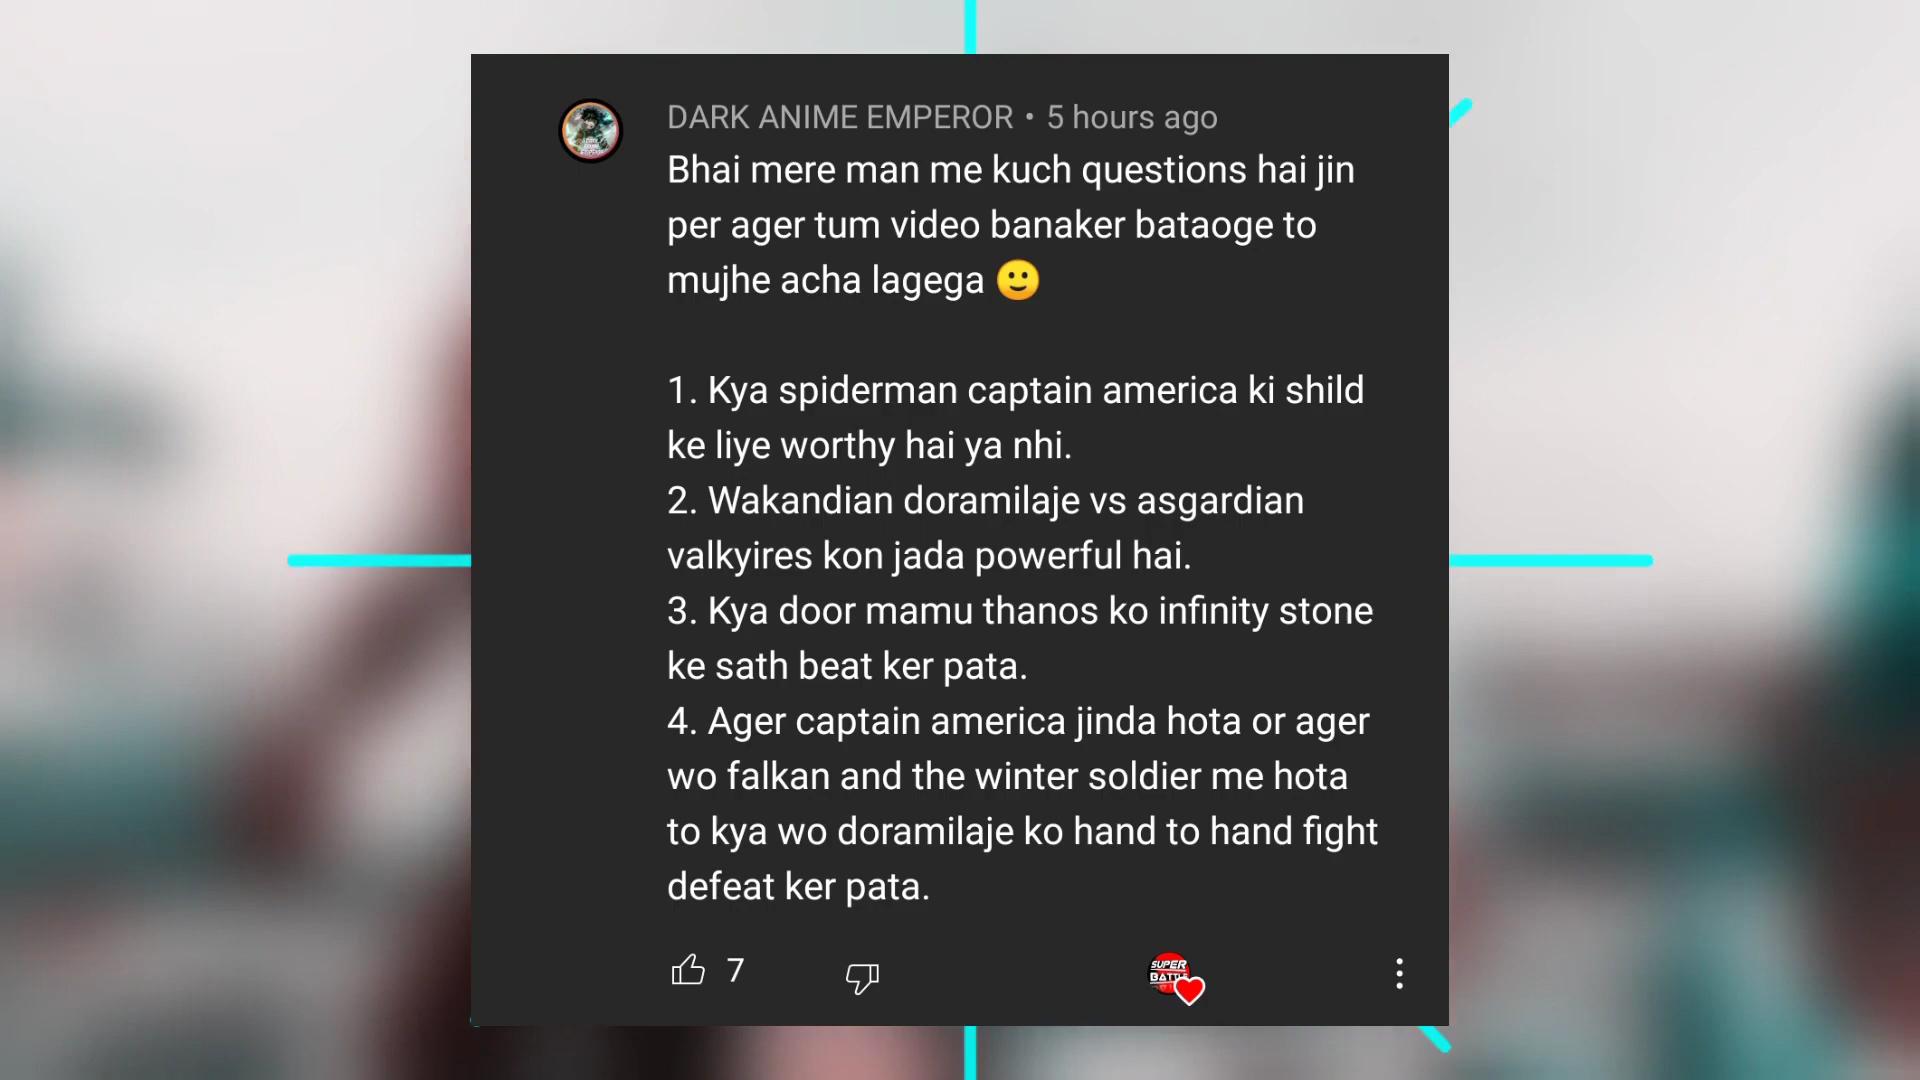 DARK ANIME EMPEROR • 5 hours ago
Bhai mere man me kuch questions hai jin
per ager tum video banaker bataoge to
mujhe acha lagega 🙂
1. Kya spiderman captain america ki shild
ke liye worthy hai ya nhi.
2. Wakandian doramilaje vs asgardian
valkyires kon jada powerful hai.
3. Kya door mamu thanos ko infinity stone
ke sath beat ker pata.
4. Ager captain america jinda hota or ager
wo falkan and the winter soldier me hota
to kya wo doramilaje ko hand to hand fight
defeat ker pata.
7
SUPER
BATTLE